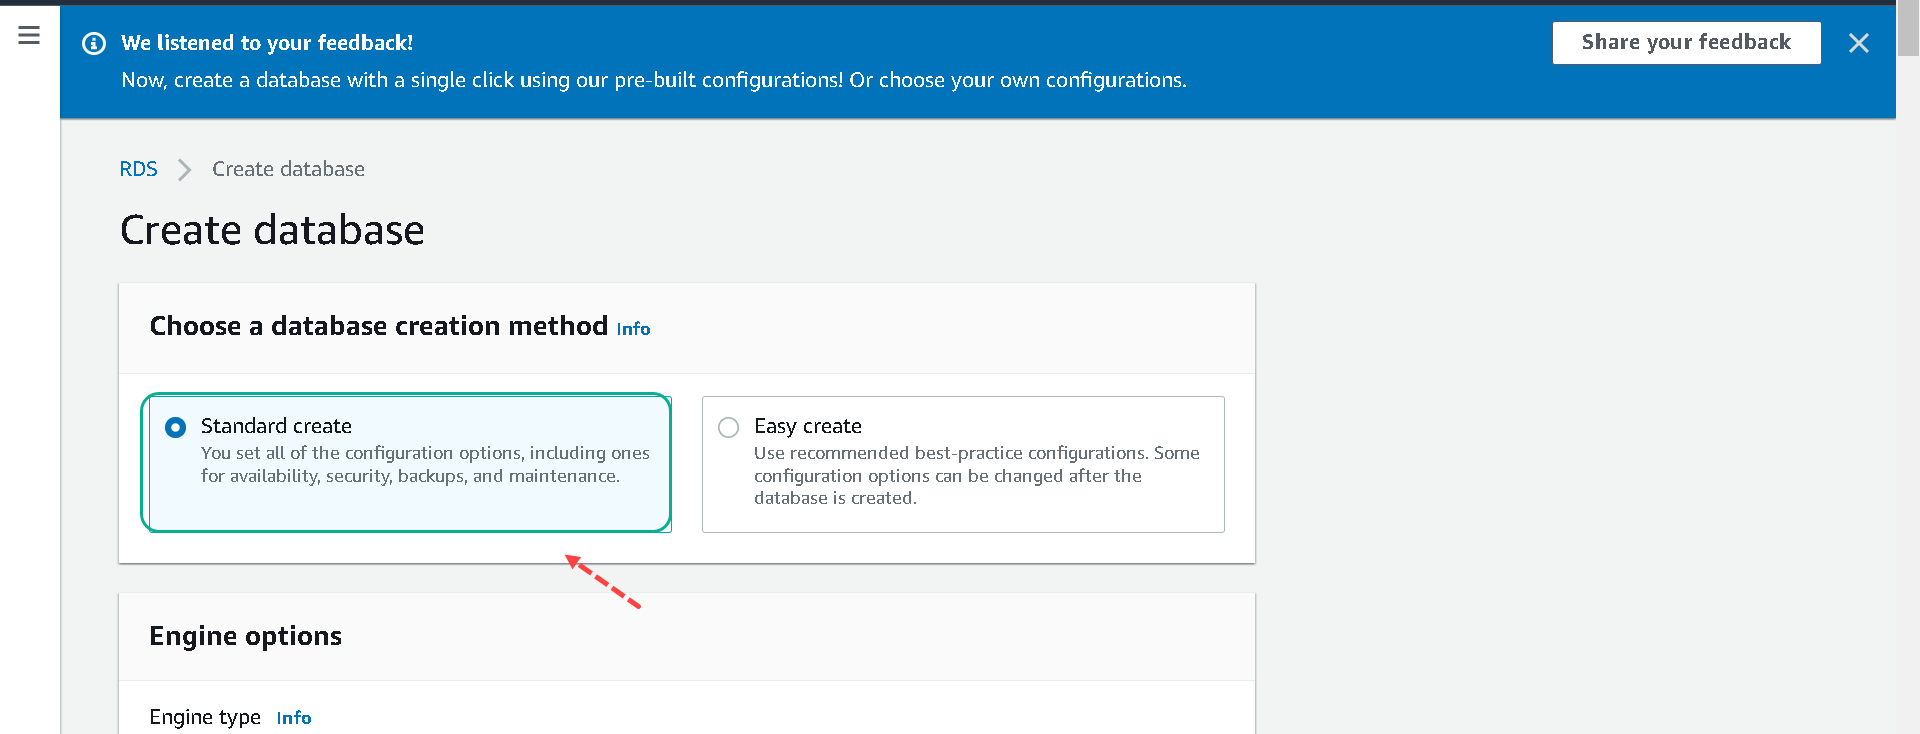 We listened to your feedback!
Share your feedback
Now, create a database with a single click using our pre-built configurations! Or choose your own configurations.
RDS
Create database
Create database
Choose a database creation method Info
Standard create
You set all of the configuration options, including ones
for availability, security, backups, and maintenance.
Easy create
Use recommended best-practice configurations. Some
configuration options can be changed after the
database is created.
Engine options
Engine type Info